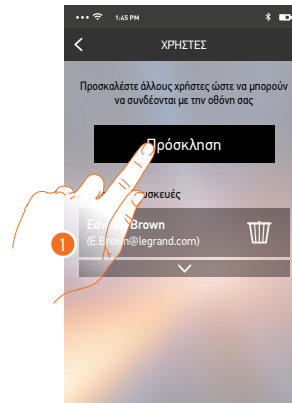 1:45 PM
ΧΡΗΣΤΕΣ
Προσκαλέστε άλλους χρήστες ώστε να μπορούν
να συνδέονται με την οθόνη σας
Πρόσκληση
Brown
(E.Brown@legrand.com)
1